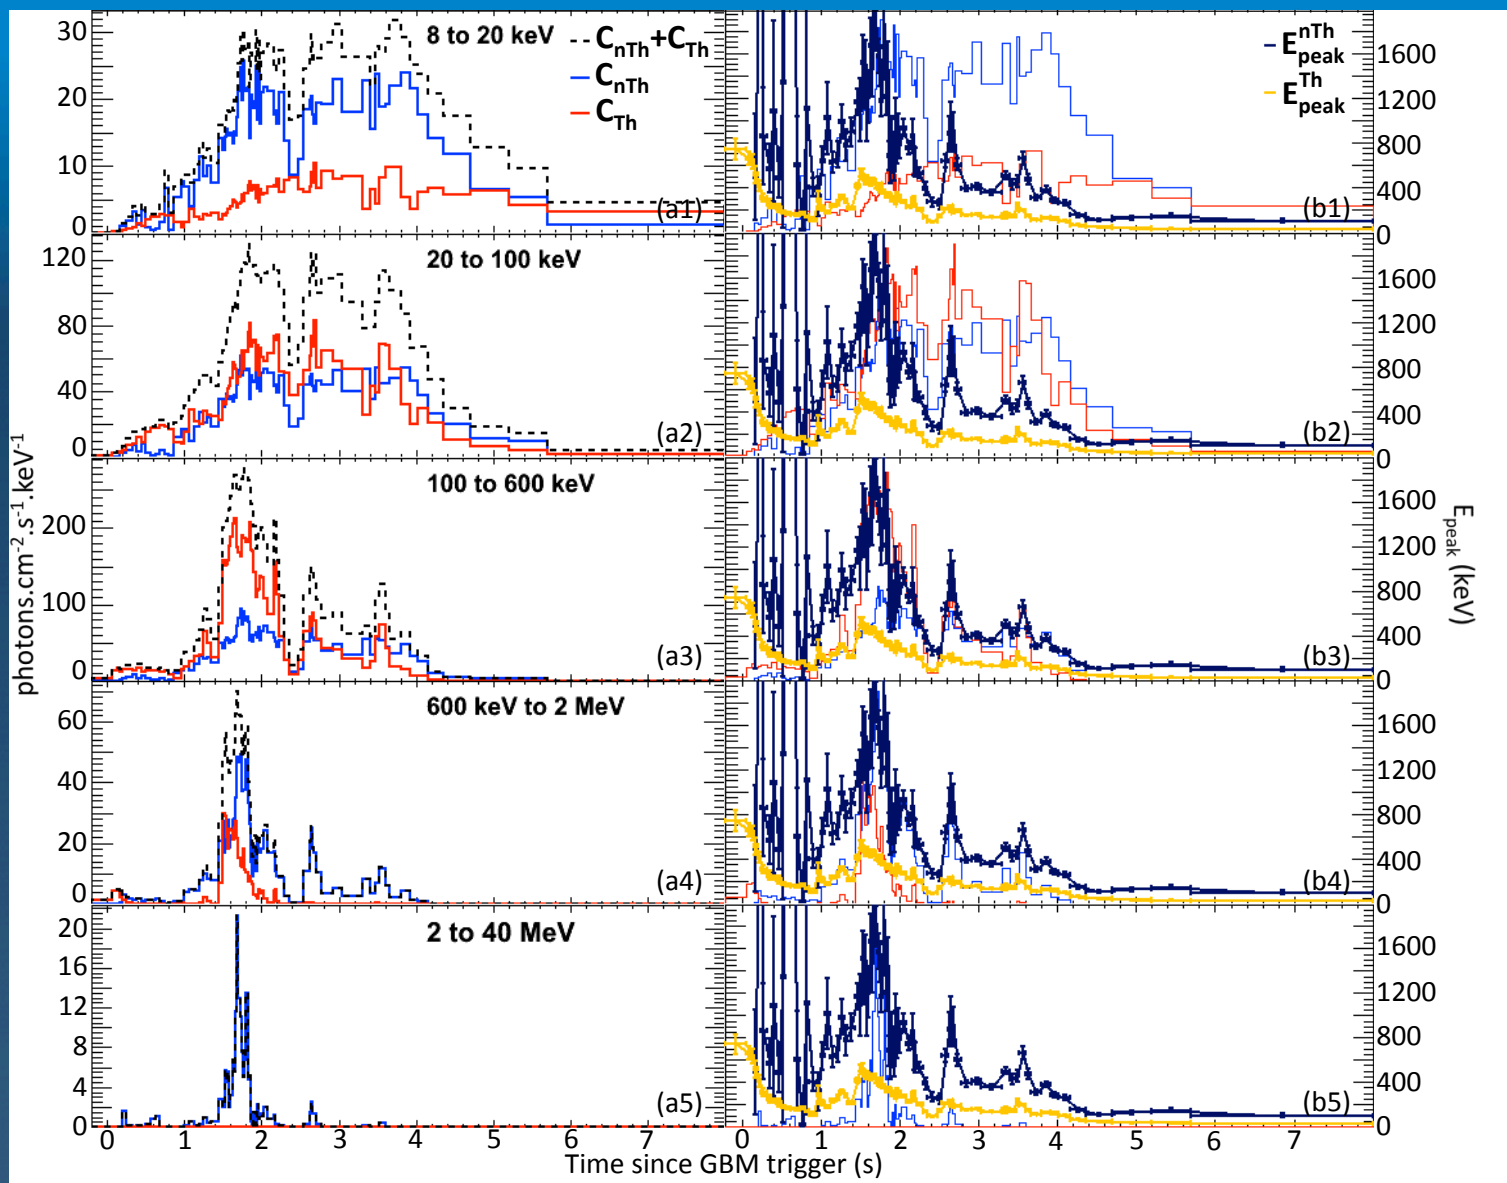 8 to 20 keV
C_nTh+C_Th
C_nTh
C_Th
30
20
10
0
(a1)
E^nTh_peak
E^Th_peak
1600
1200
800
400
0
(b1)
20 to 100 keV
120
80
40
0
(a2)
1600
1200
800
400
0
(b2)
100 to 600 keV
200
100
0
(a3)
1600
1200
800
400
0
(b3)
600 keV to 2 MeV
60
40
20
0
(a4)
1600
1200
800
400
0
(b4)
2 to 40 MeV
20
16
12
8
4
0
(a5)
1600
1200
800
400
0
(b5)
0 1 2 3 4 5 6 7
0 1 2 3 4 5 6 7
Time since GBM trigger (s)
photons.cm⁻².s⁻¹.keV⁻¹
E_peak (keV)